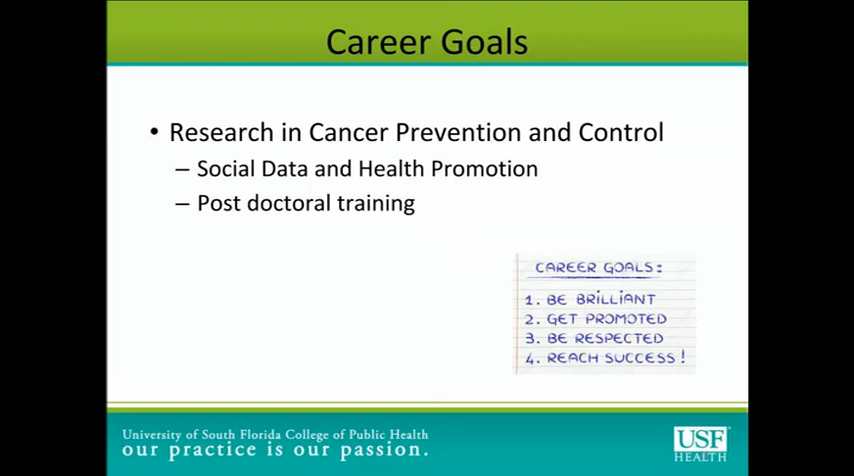 Career Goals
• Research in Cancer Prevention and Control
– Social Data and Health Promotion
– Post doctoral training
CAREER GOALS:
1. BE BRILLIANT
2. GET PROMOTED
3. BE RESPECTED
4. REACH SUCCESS!
University of South Florida College of Public Health
our practice is our passion.
USF
HEALTH